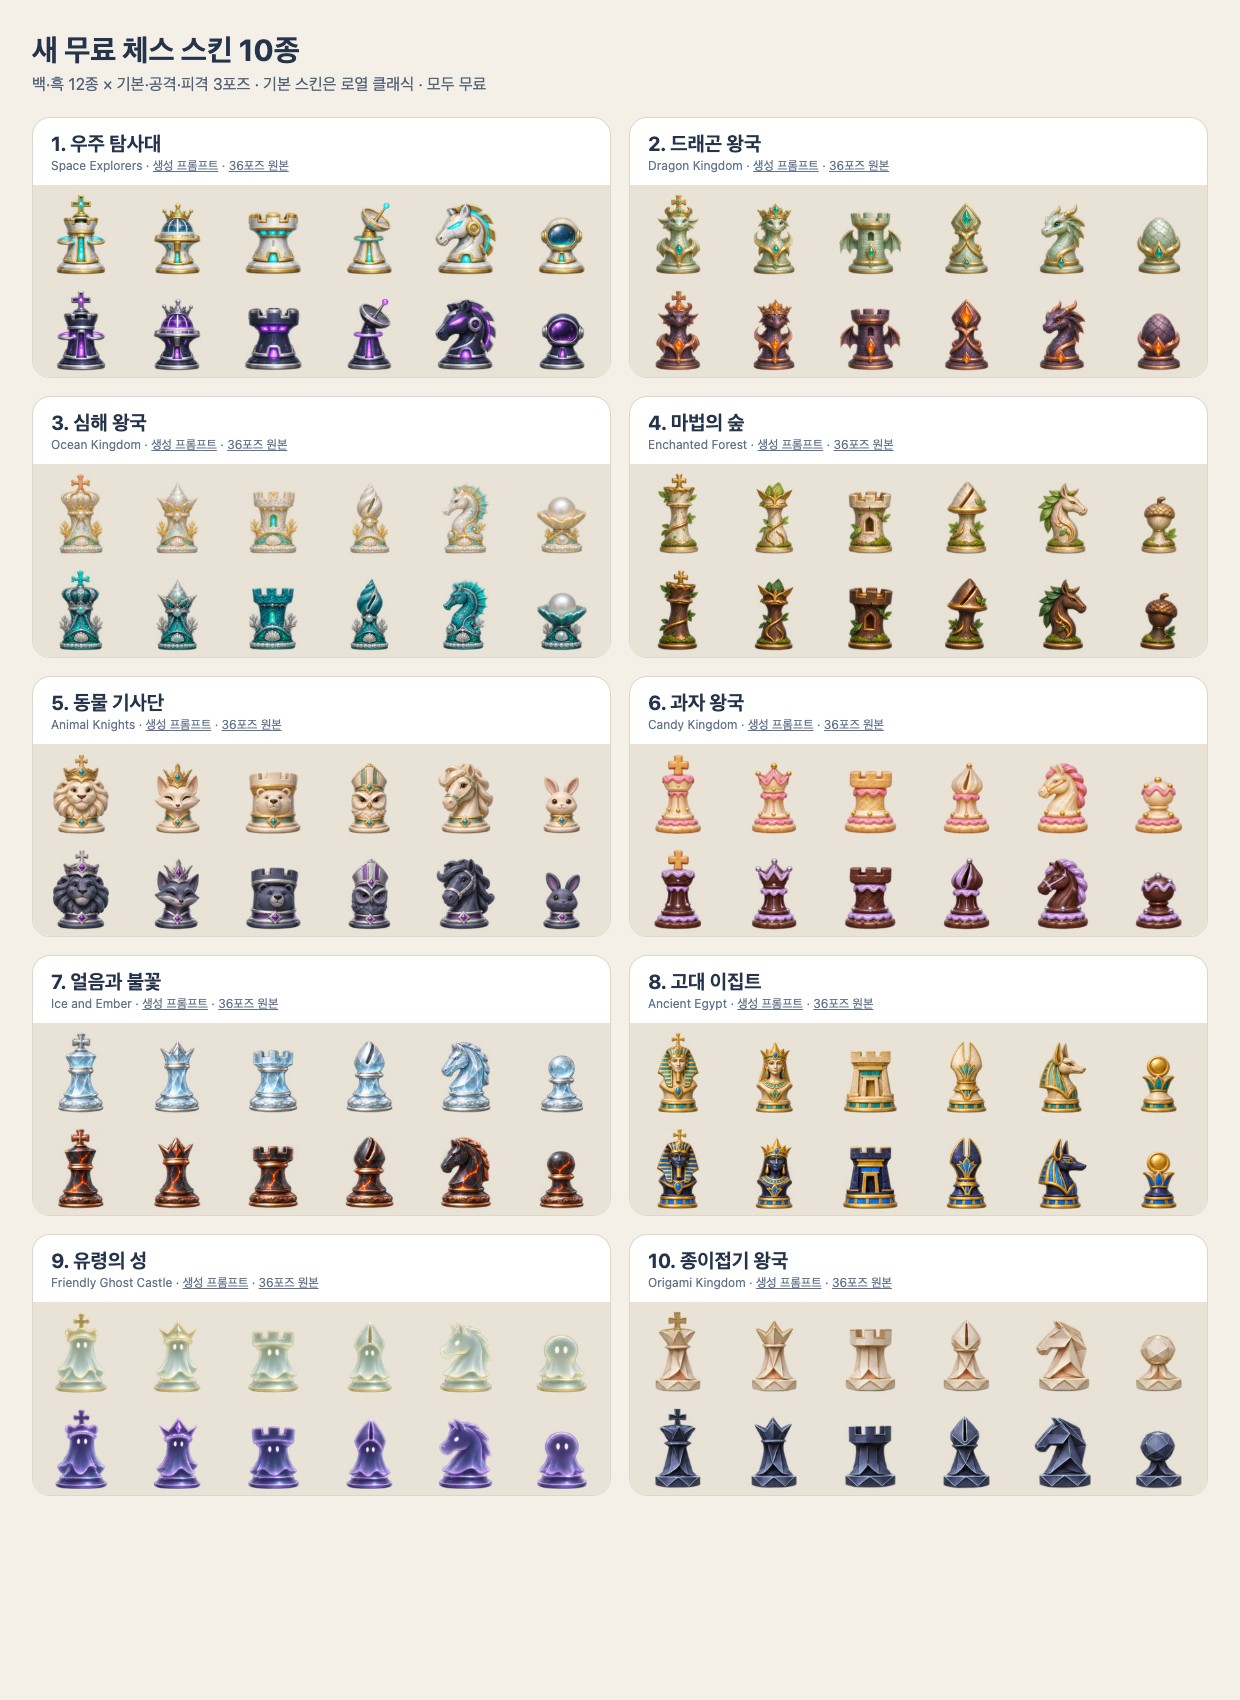 새 무료 체스 스킨 10종
백·흑 12종 × 기본·공격·피격 3포즈 · 기본 스킨은 로열 클래식 · 모두 무료
1. 우주 탐사대
Space Explorers · 생성 프롬프트 · 36포즈 원본
2. 드래곤 왕국
Dragon Kingdom · 생성 프롬프트 · 36포즈 원본
3. 심해 왕국
Ocean Kingdom · 생성 프롬프트 · 36포즈 원본
4. 마법의 숲
Enchanted Forest · 생성 프롬프트 · 36포즈 원본
5. 동물 기사단
Animal Knights · 생성 프롬프트 · 36포즈 원본
6. 과자 왕국
Candy Kingdom · 생성 프롬프트 · 36포즈 원본
7. 얼음과 불꽃
Ice and Ember · 생성 프롬프트 · 36포즈 원본
8. 고대 이집트
Ancient Egypt · 생성 프롬프트 · 36포즈 원본
9. 유령의 성
Friendly Ghost Castle · 생성 프롬프트 · 36포즈 원본
10. 종이접기 왕국
Origami Kingdom · 생성 프롬프트 · 36포즈 원본